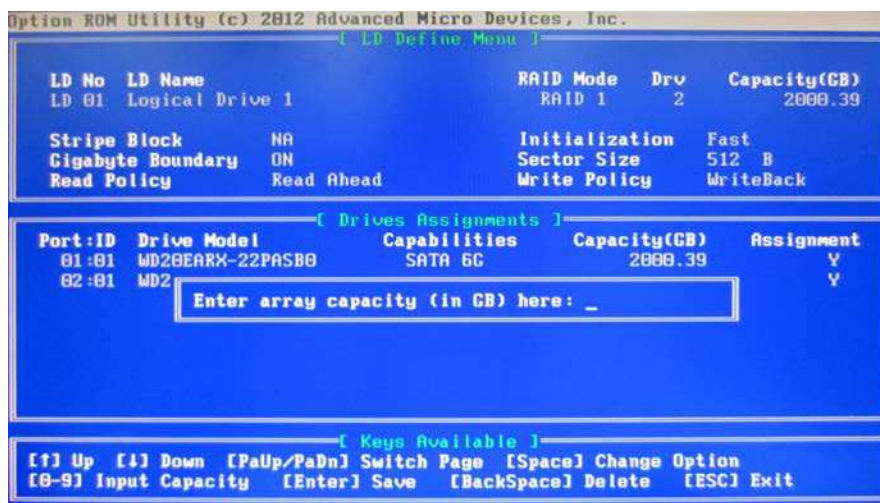 Option ROM Utility (c) 2012 Advanced Micro Devices, Inc.
[ LD Define Menu ]
LD No LD Name RAID Mode Drv Capacity(GB)
LD 01 Logical Drive 1 RAID 1 2 2000.39
Stripe Block NA Initialization Fast
Gigabyte Boundary ON Sector Size 512 B
Read Policy Read Ahead Write Policy WriteBack
[ Drives Assignments ]
Port:ID Drive Model Capabilities Capacity(GB) Assignment
01:01 WD20EARX-22PASB0 SATA 6G 2000.39 Y
02:01 WD2 Y
Enter array capacity (in GB) here: _
[ Keys Available ]
[↑] Up [↓] Down [PaUp/PaDn] Switch Page [Space] Change Option
[0-9] Input Capacity [Enter] Save [BackSpace] Delete [ESC] Exit